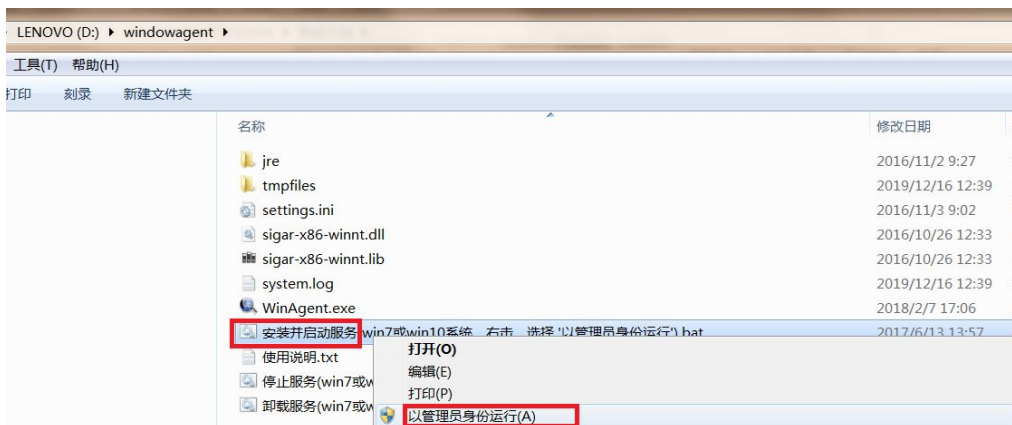 LENOVO (D:) windowagent
工具(T) 帮助(H)
打印 刻录 新建文件夹
名称 修改日期
jre 2016/11/2 9:27
tmpfiles 2019/12/16 12:39
settings.ini 2016/11/3 9:02
sigar-x86-winnt.dll 2016/10/26 12:33
sigar-x86-winnt.lib 2016/10/26 12:33
system.log 2019/12/16 12:39
WinAgent.exe 2018/2/7 17:06
安装并启动服务(win7或win10系统，右击，选择 '以管理员身份运行').bat 2017/6/13 13:57
打开(O)
使用说明.txt
编辑(E)
停止服务(win7或w
打印(P)
卸载服务(win7或w
以管理员身份运行(A)